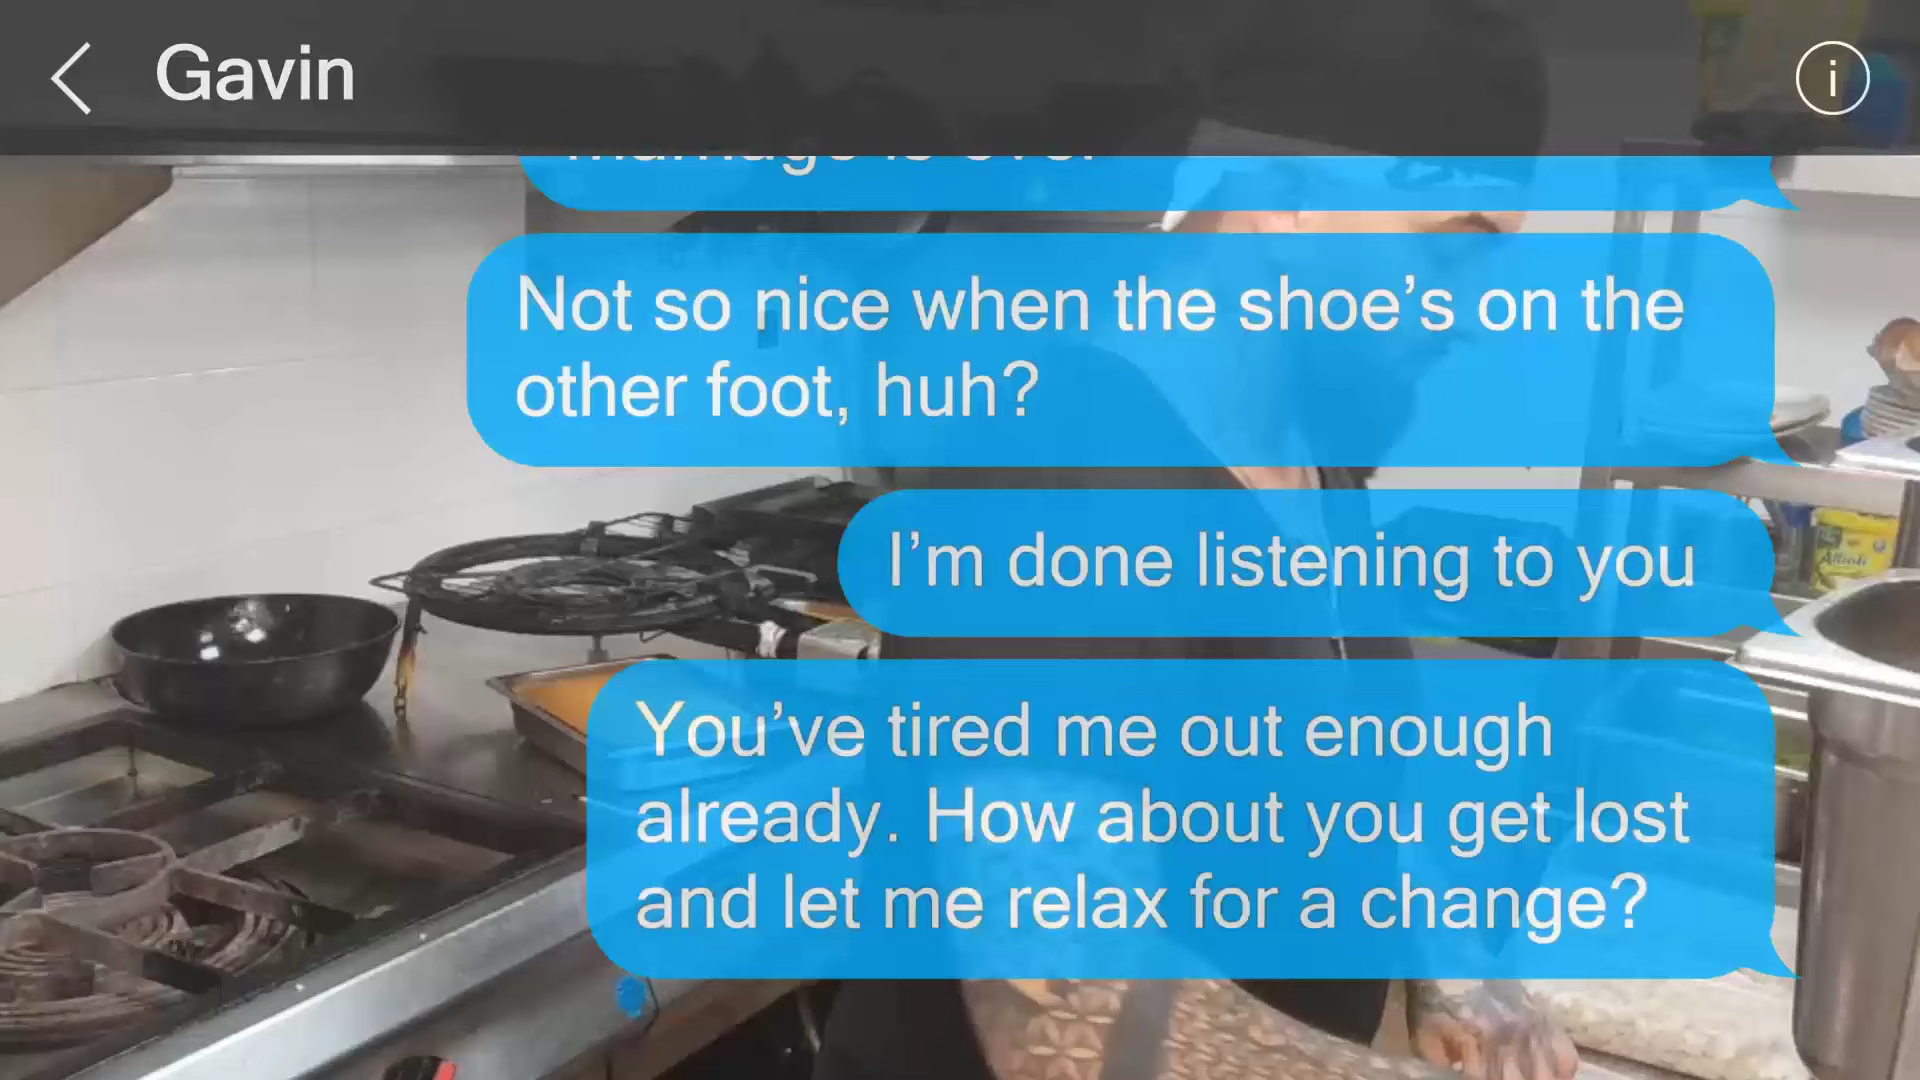 Gavin
Not so nice when the shoe's on the
other foot, huh?
I'm done listening to you
You've tired me out enough
already. How about you get lost
and let me relax for a change?